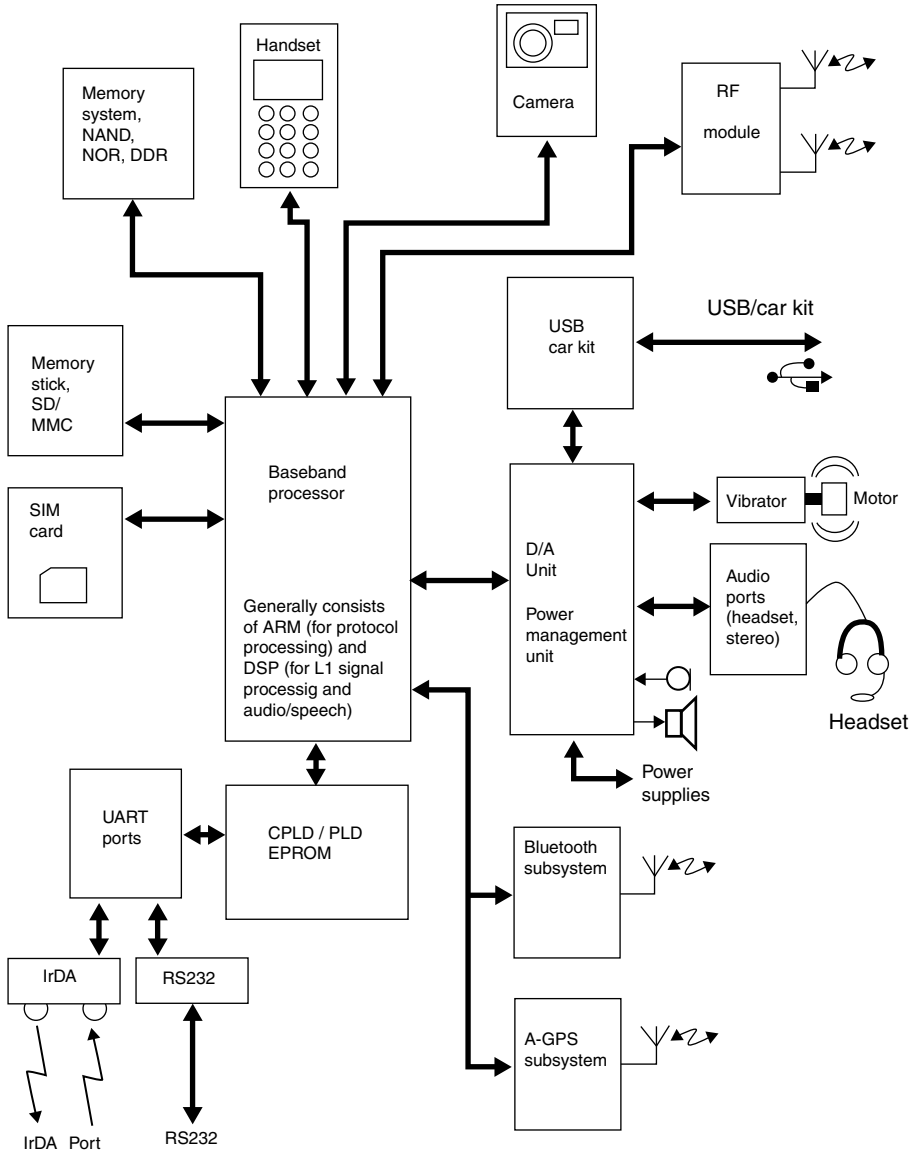 Handset
Camera
RF
module
Memory
system,
NAND,
NOR, DDR
USB
car kit
USB/car kit
Memory
stick,
SD/
MMC
Baseband
processor
SIM
card
Vibrator
Motor
D/A
Unit
Power
management
unit
Audio
ports
(headset,
stereo)
Generally consists
of ARM (for protocol
processing) and
DSP (for L1 signal
processig and
audio/speech)
Headset
Power
supplies
UART
ports
CPLD / PLD
EPROM
Bluetooth
subsystem
IrDA
RS232
A-GPS
subsystem
IrDA Port
RS232